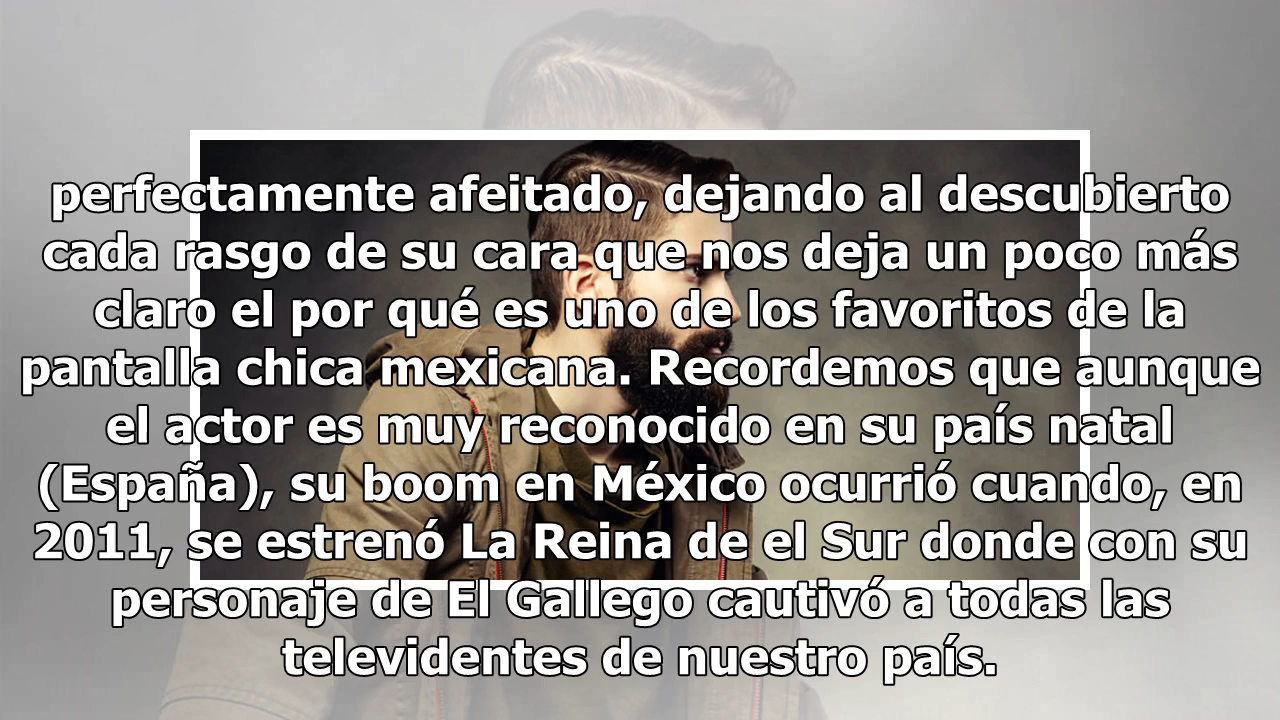 perfectamente afeitado, dejando al descubierto
cada rasgo de su cara que nos deja un poco más
claro el por qué es uno de los favoritos de la
pantalla chica mexicana. Recordemos que aunque
el actor es muy reconocido en su país natal
(España), su boom en México ocurrió cuando, en
2011, se estrenó La Reina de el Sur donde con su
personaje de El Gallego cautivó a todas las
televidentes de nuestro país.